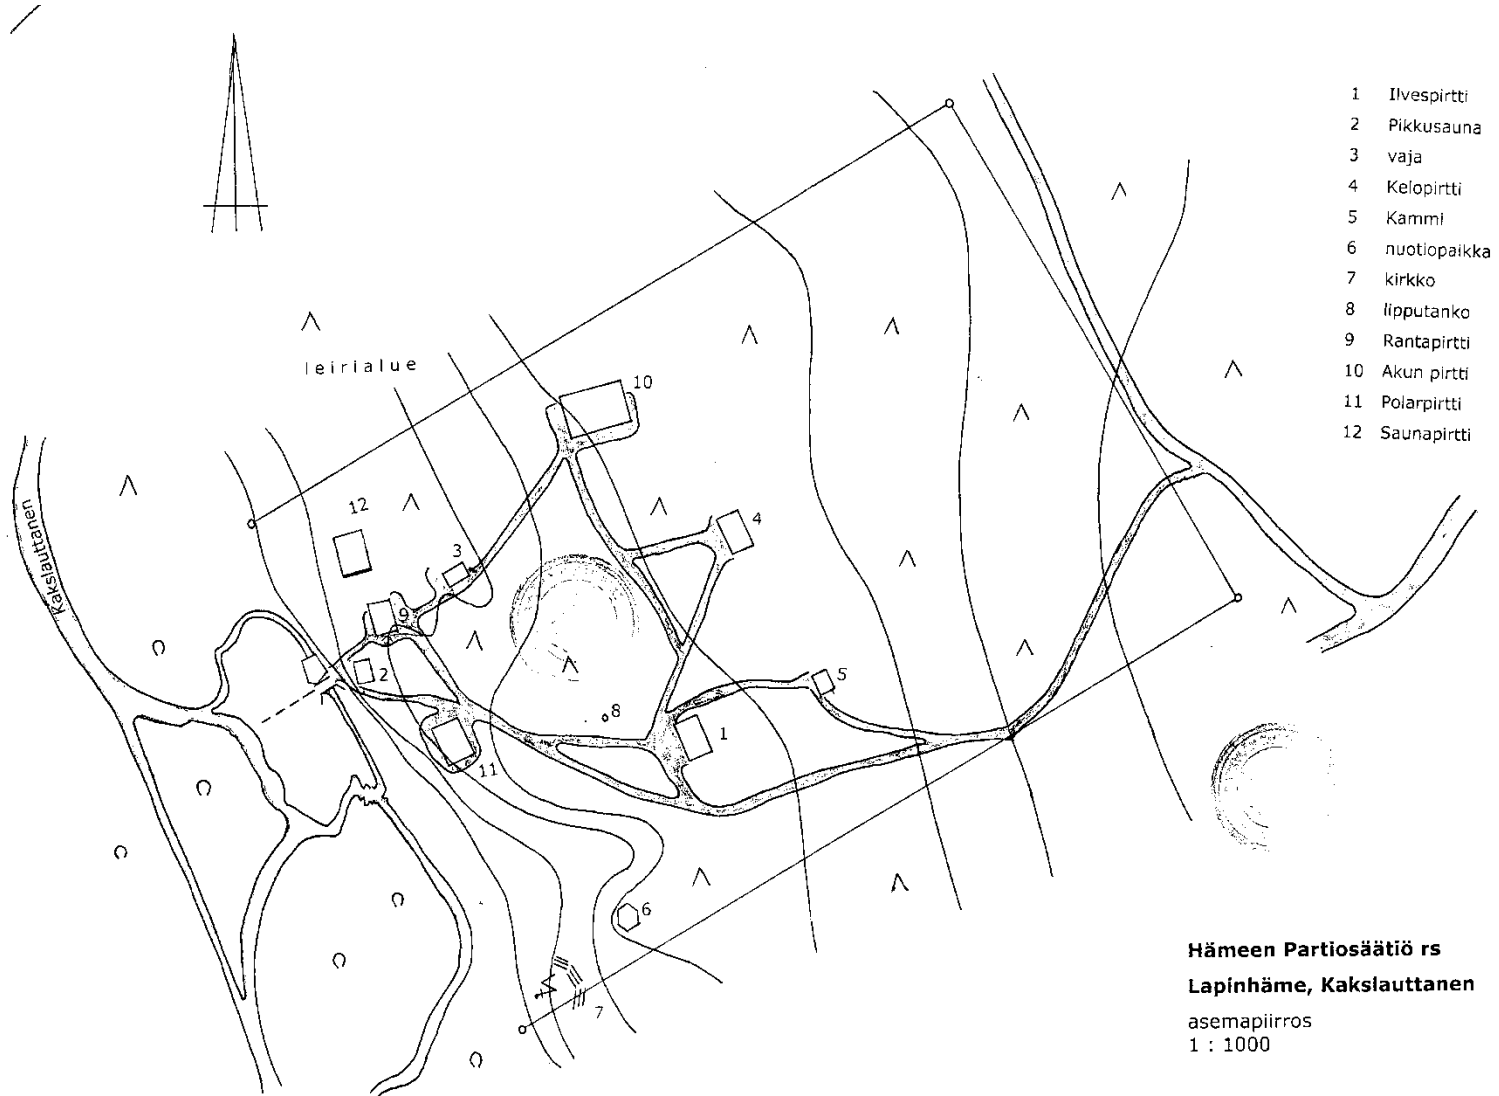 1 Ilvespirtti
2 Pikkusauna
3 vaja
4 Kelopirtti
5 Kammi
6 nuotiopaikka
7 kirkko
8 lipputanko
9 Rantapirtti
10 Akun pirtti
11 Polarpirtti
12 Saunapirtti
leirialue
10
12
4
3
Kakslauttanen
9
2
5
8
1
11
6
7
Hämeen Partiosäätiö rs
Lapinhäme, Kakslauttanen
asemapiirros
1 : 1000